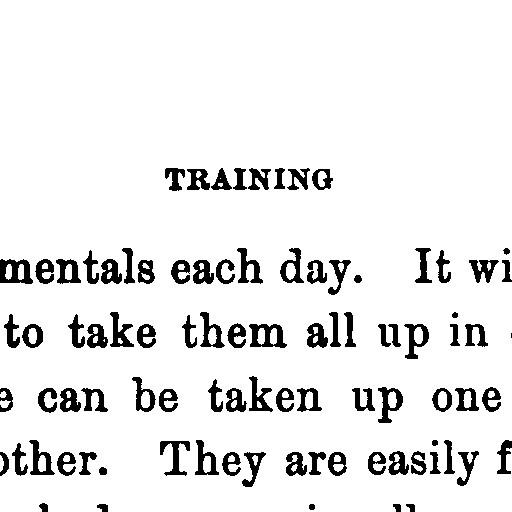 TRAINING
mentals each day. It wi
to take them all up in
e can be taken up one
other. They are easily f